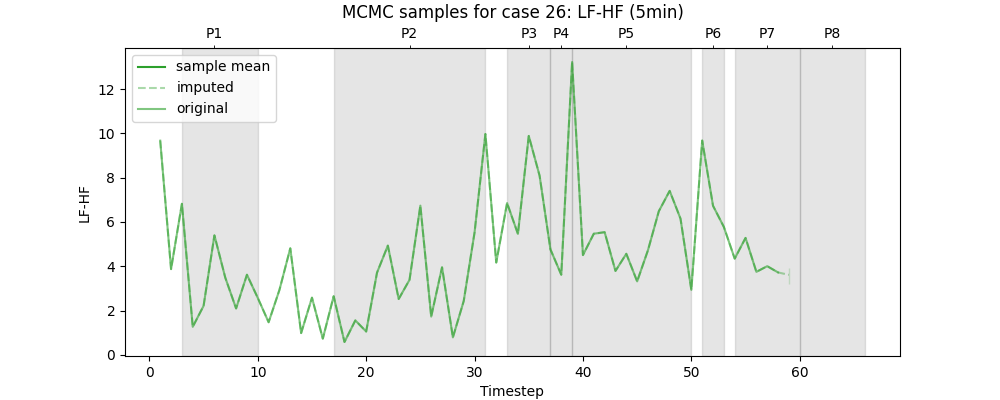 MCMC samples for case 26: LF-HF (5min)
P1 P2 P3 P4 P5 P6 P7 P8
sample mean
imputed
original
LF-HF
12
10
8
6
4
2
0
0 10 20 30 40 50 60
Timestep